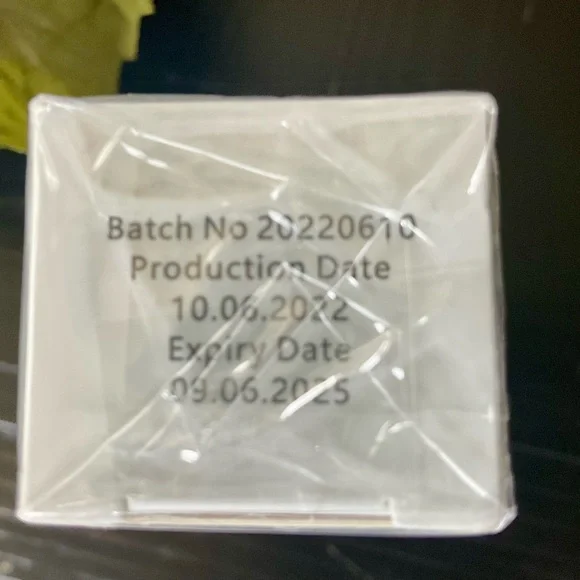 Batch No 20220610
Production Date
10.06.2022
Expiry Date
09.06.2025